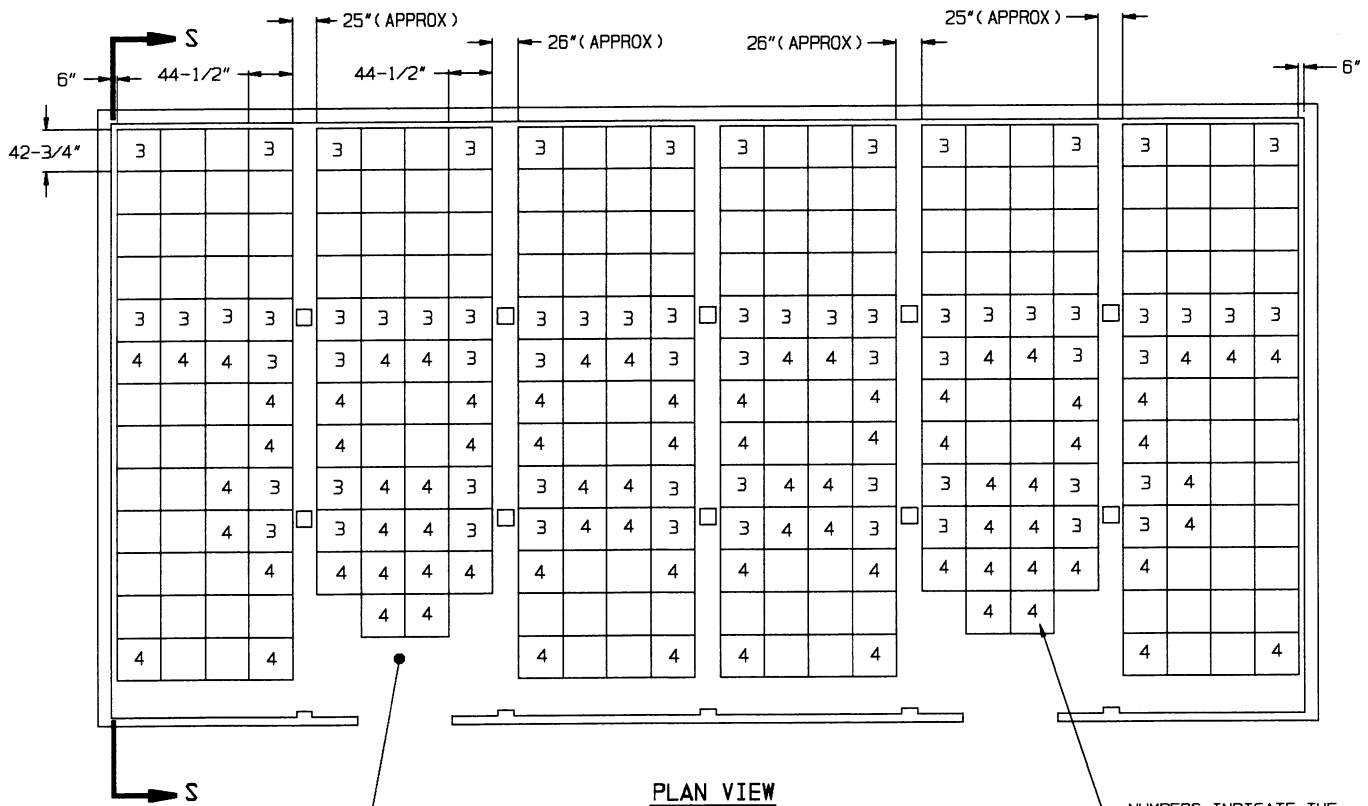 25"(APPROX) 25"(APPROX)
S 26"(APPROX) 26"(APPROX)
6" 44-1/2" 44-1/2" 6"
42-3/4"
3 3 3 3 3 3 3 3 3 3 3 3
3 3 3 3 3 3 3 3 3 3 3 3 3 3 3 3 3 3 3 3 3 3 3 3
4 4 4 3 3 4 4 3 3 4 4 3 3 4 4 3 3 4 4 3 3 4 4 4
4 4 4 4 4 4 4 4 4 4
4 4 4 4 4 4 4 4 4 4
4 3 3 4 4 3 3 4 4 3 3 4 4 3 3 4 4 3 3 4
4 3 3 4 4 3 3 4 4 3 3 4 4 3 3 4 4 3 3 4
4 4 4 4 4 4 4 4 4 4 4 4 4 4
4 4 4 4
4 4 4 4 4 4 4 4
S
PLAN VIEW
NUMBERS INDICATE THE